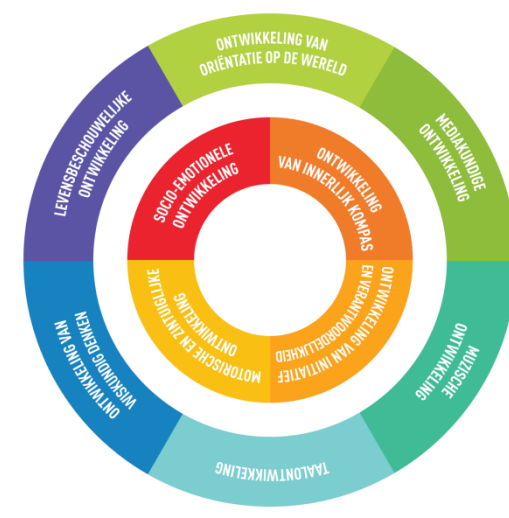 ONTWIKKELING VAN
ORIËNTATIE OP DE WERELD
MEDIAKUNDIGE
ONTWIKKELING
MUZISCHE
ONTWIKKELING
TAALONTWIKKELING
ONTWIKKELING VAN
WISKUNDIG DENKEN
LEVENSBESCHOUWELIJKE
ONTWIKKELING
SOCIO-EMOTIONELE
ONTWIKKELING
ONTWIKKELING
VAN INNERLIJK KOMPAS
ONTWIKKELING VAN INITIATIEF
EN VERANTWOORDELIJKHEID
MOTORISCHE EN ZINTUIGLIJKE
ONTWIKKELING